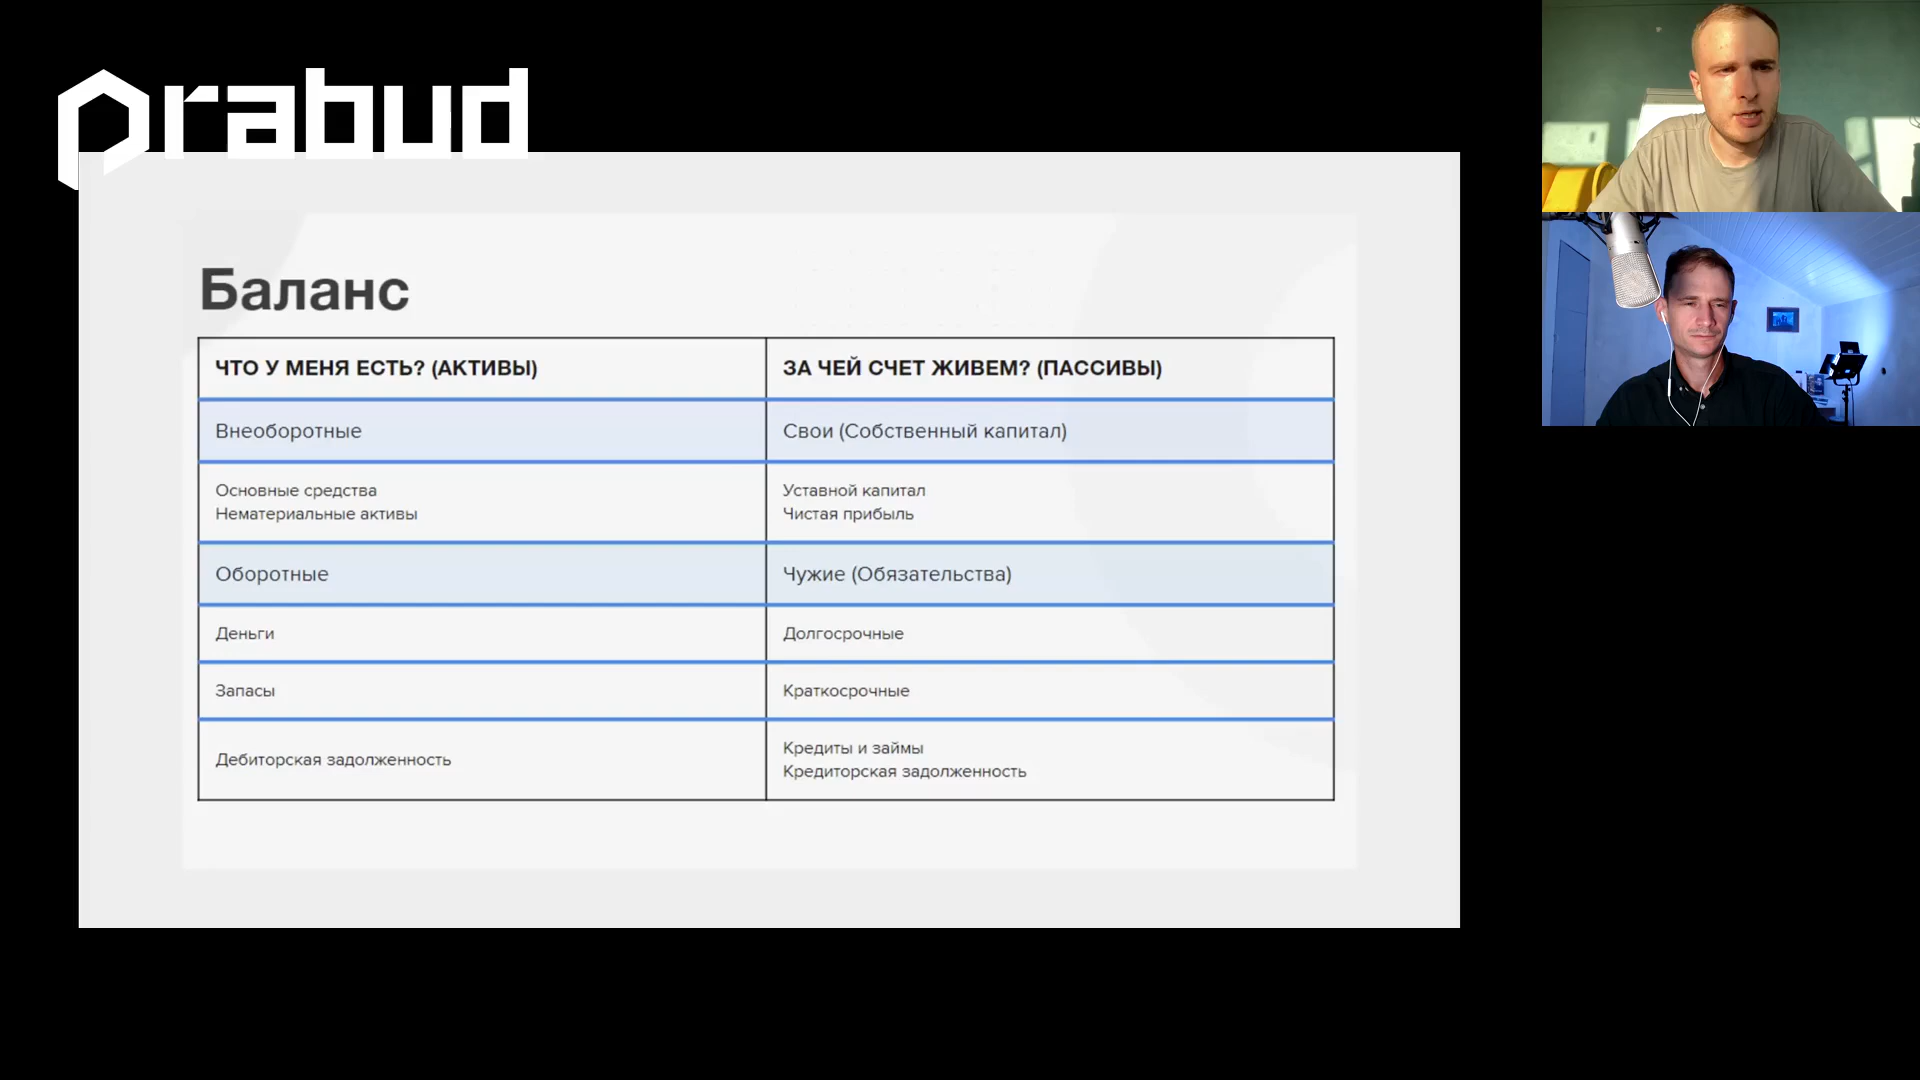 prabud
Баланс
ЧТО У МЕНЯ ЕСТЬ? (АКТИВЫ)
ЗА ЧЕЙ СЧЕТ ЖИВЕМ? (ПАССИВЫ)
Внеоборотные
Свои (Собственный капитал)
Основные средства
Нематериальные активы
Уставной капитал
Чистая прибыль
Оборотные
Чужие (Обязательства)
Деньги
Долгосрочные
Запасы
Краткосрочные
Дебиторская задолженность
Кредиты и займы
Кредиторская задолженность